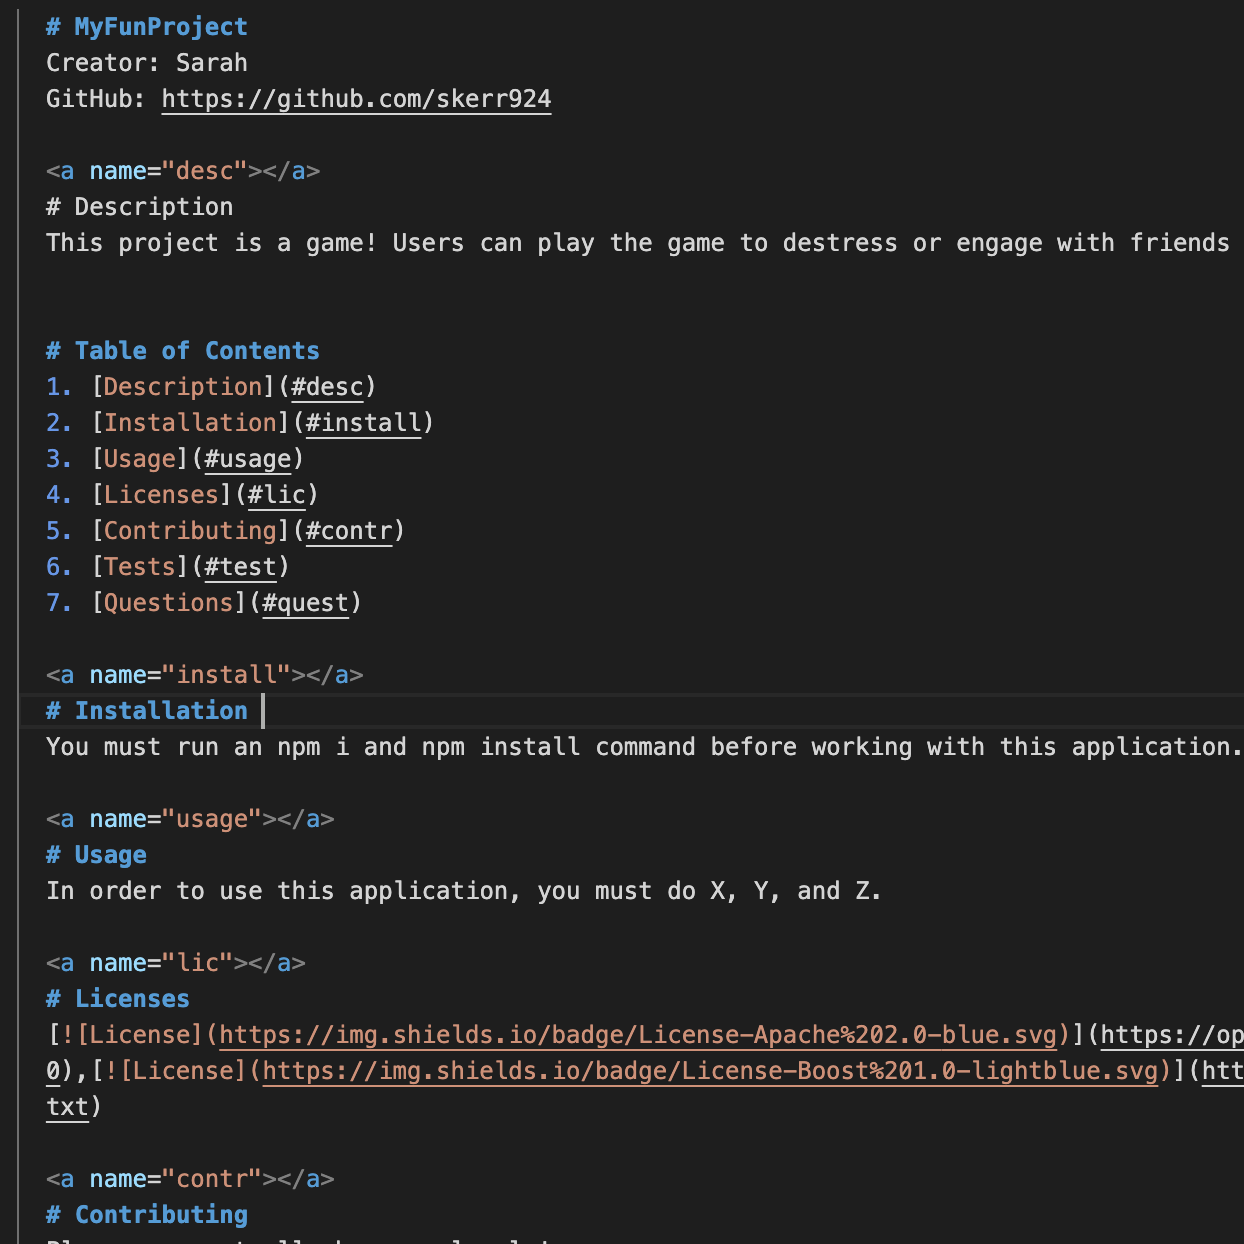 # MyFunProject
Creator: Sarah
GitHub: https://github.com/skerr924
<a name="desc"></a>
# Description
This project is a game! Users can play the game to destress or engage with friends
# Table of Contents
1. [Description](#desc)
2. [Installation](#install)
3. [Usage](#usage)
4. [Licenses](#lic)
5. [Contributing](#contr)
6. [Tests](#test)
7. [Questions](#quest)
<a name="install"></a>
# Installation
You must run an npm i and npm install command before working with this application.
<a name="usage"></a>
# Usage
In order to use this application, you must do X, Y, and Z.
<a name="lic"></a>
# Licenses
[![License](https://img.shields.io/badge/License-Apache%202.0-blue.svg)](https://op
0),[![License](https://img.shields.io/badge/License-Boost%201.0-lightblue.svg)](htt
txt)
<a name="contr"></a>
# Contributing